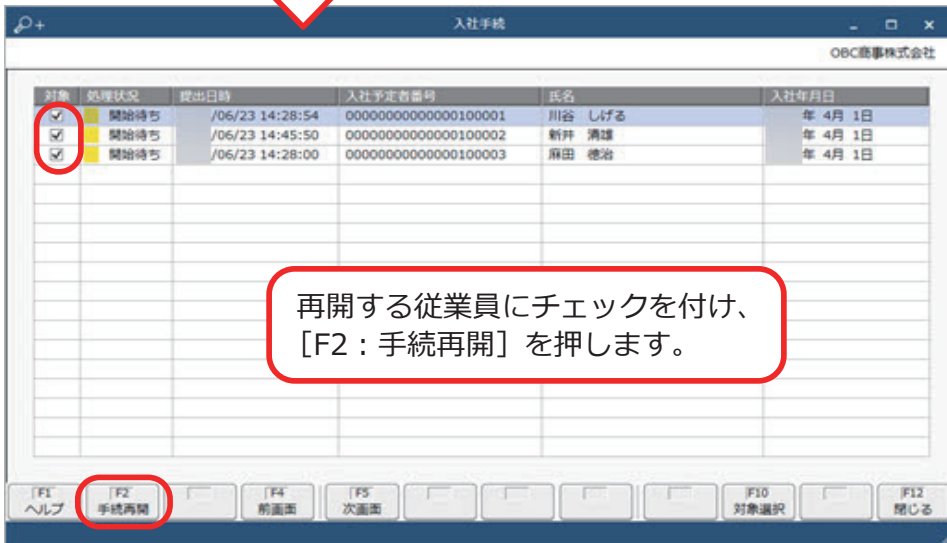 入社手続
OBC商事株式会社
対象 処理状況 提出日時 入社予定者番号 氏名 入社年月日
開始待ち /06/23 14:28:54 00000000000000100001 川谷 しげる 年 4月 1日
開始待ち /06/23 14:45:50 00000000000000100002 新井 清雄 年 4月 1日
開始待ち /06/23 14:28:00 00000000000000100003 麻田 徳治 年 4月 1日
再開する従業員にチェックを付け、
［F2：手続再開］を押します。
F1 F2 F4 F5 F10 F12
ヘルプ 手続再開 前画面 次画面 対象選択 閉じる